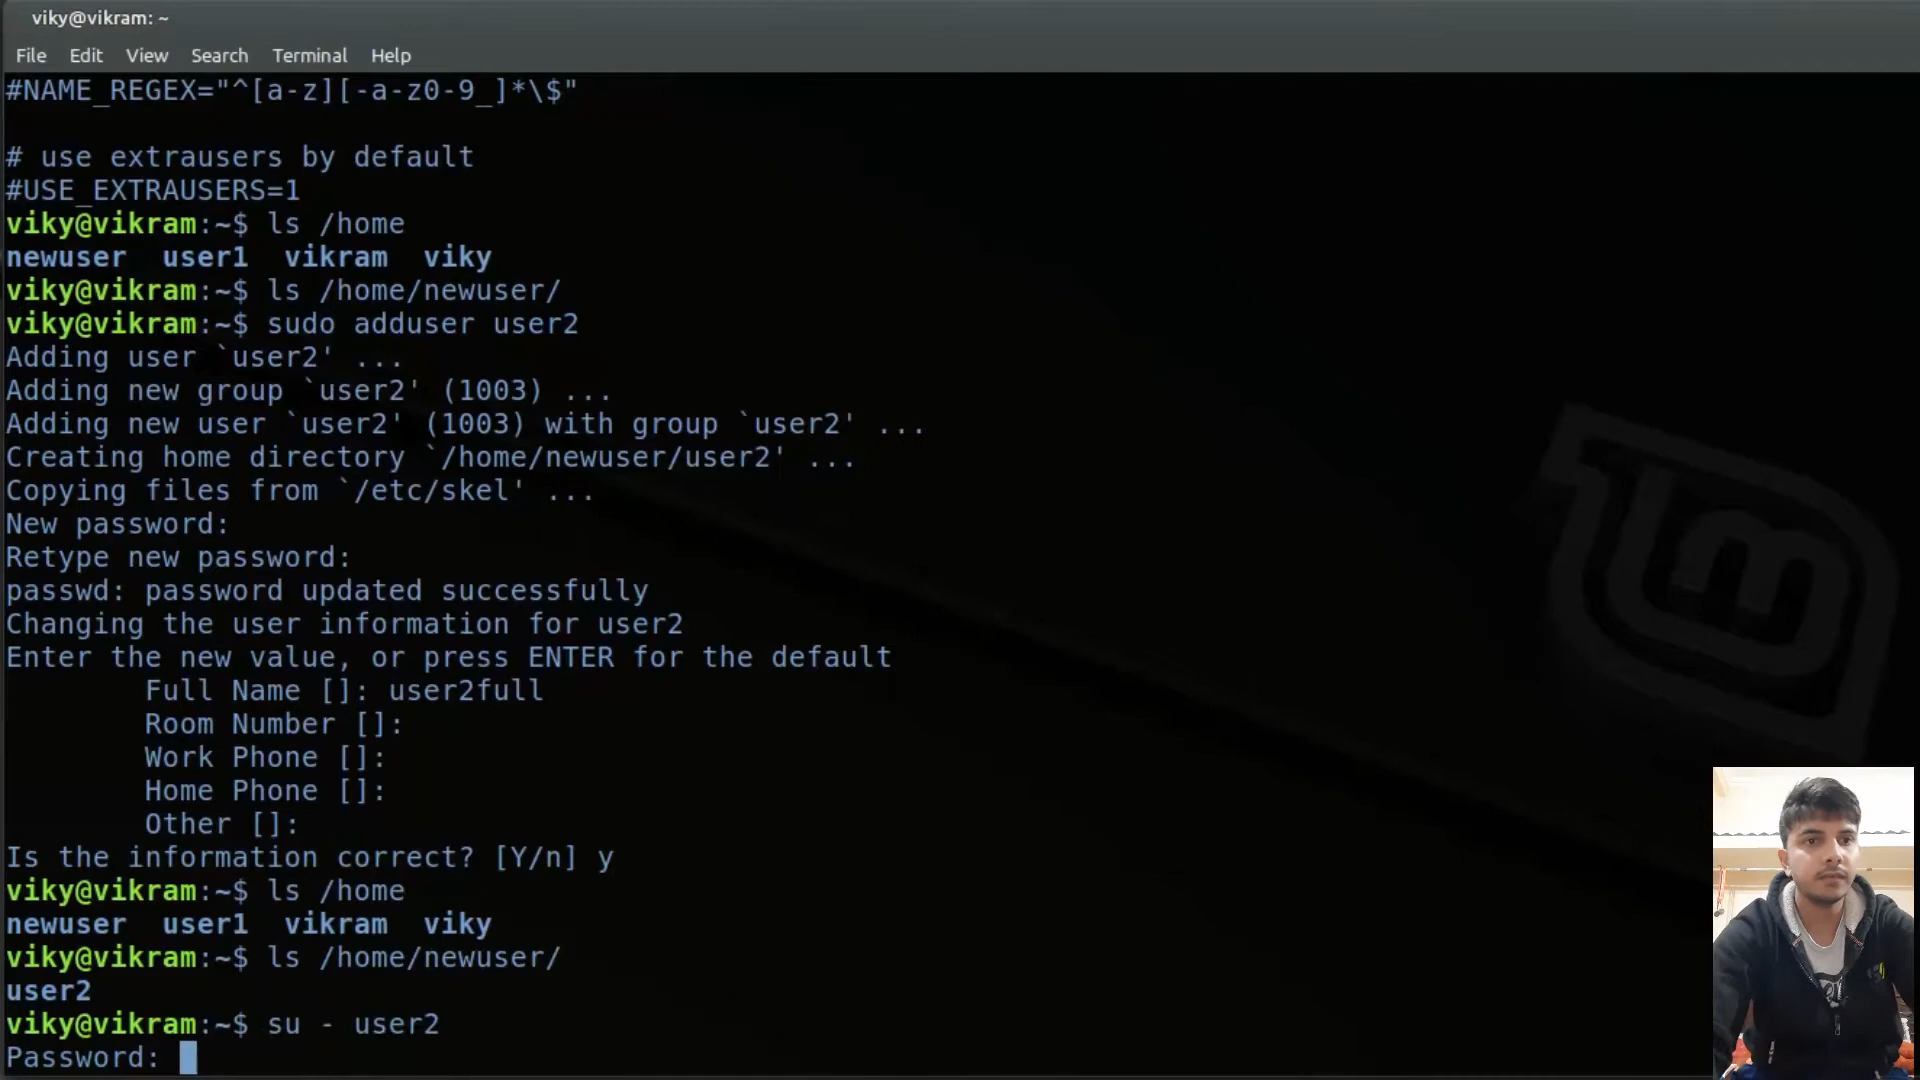 viky@vikram: ~
File Edit View Search Terminal Help
#NAME_REGEX="^[a-z][-a-z0-9_]*\$"
# use extrausers by default
#USE_EXTRAUSERS=1
viky@vikram:~$ ls /home
newuser  user1  vikram  viky
viky@vikram:~$ ls /home/newuser/
viky@vikram:~$ sudo adduser user2
Adding user `user2' ...
Adding new group `user2' (1003) ...
Adding new user `user2' (1003) with group `user2' ...
Creating home directory `/home/newuser/user2' ...
Copying files from `/etc/skel' ...
New password:
Retype new password:
passwd: password updated successfully
Changing the user information for user2
Enter the new value, or press ENTER for the default
        Full Name []: user2full
        Room Number []:
        Work Phone []:
        Home Phone []:
        Other []:
Is the information correct? [Y/n] y
viky@vikram:~$ ls /home
newuser  user1  vikram  viky
viky@vikram:~$ ls /home/newuser/
user2
viky@vikram:~$ su - user2
Password: